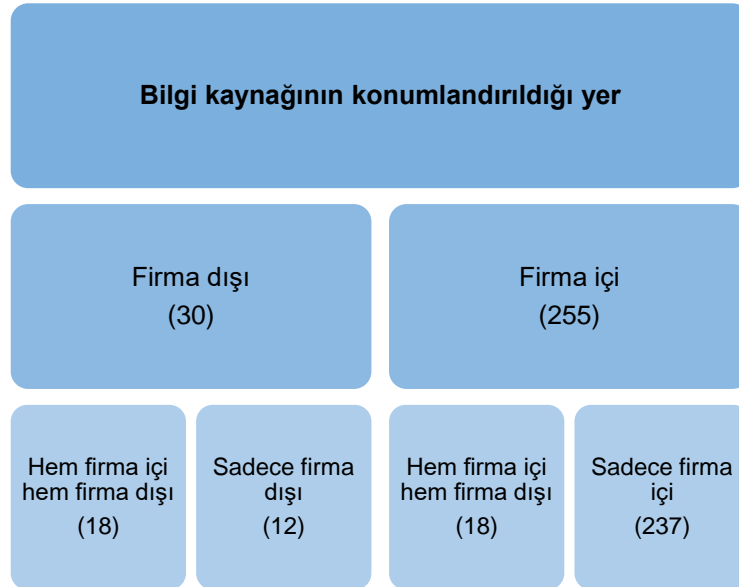 Bilgi kaynağının konumlandırıldığı yer
Firma dışı
(30)
Firma içi
(255)
Hem firma içi
hem firma dışı
(18)
Sadece firma
dışı
(12)
Hem firma içi
hem firma dışı
(18)
Sadece firma
içi
(237)